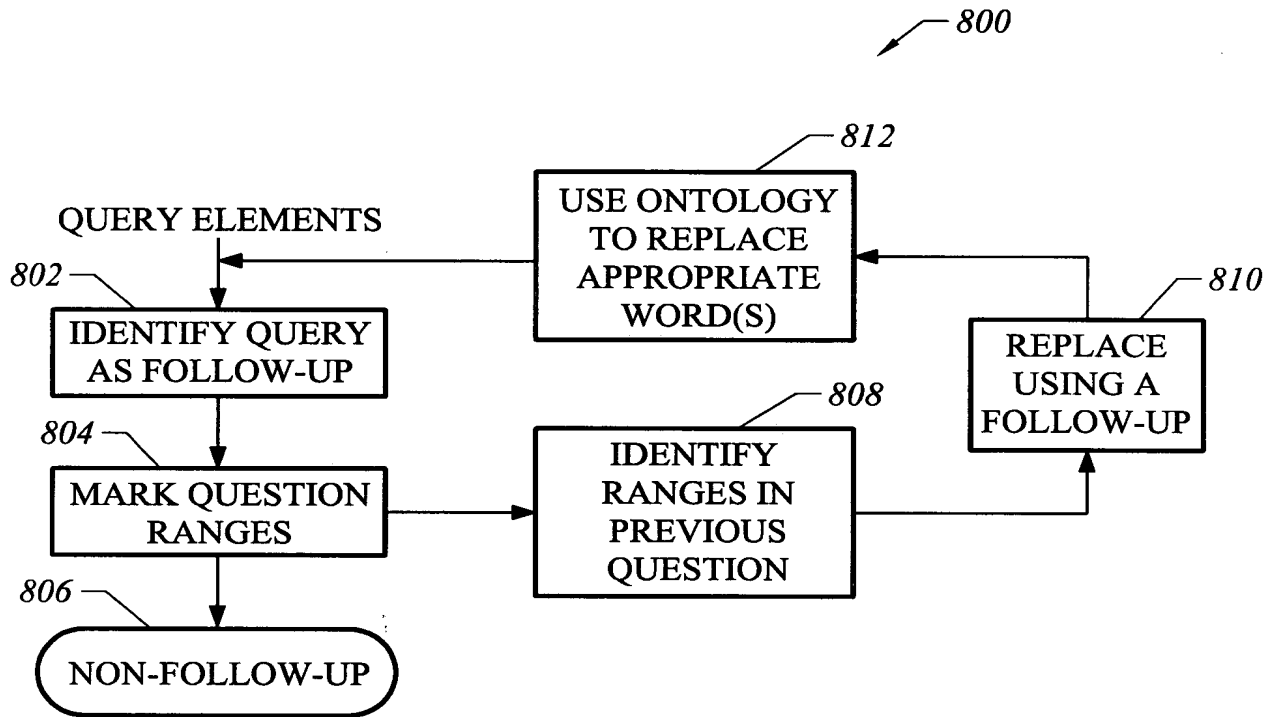 800
812
USE ONTOLOGY
TO REPLACE
APPROPRIATE
WORD(S)
QUERY ELEMENTS
802
IDENTIFY QUERY
AS FOLLOW-UP
810
REPLACE
USING A
FOLLOW-UP
804
MARK QUESTION
RANGES
808
IDENTIFY
RANGES IN
PREVIOUS
QUESTION
806
NON-FOLLOW-UP